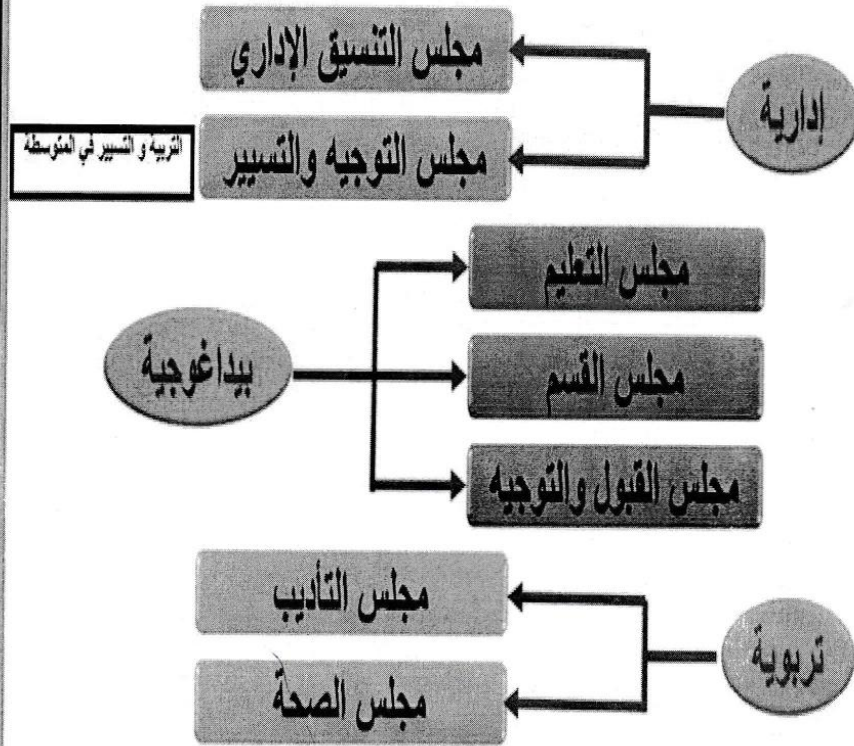 إدارية
مجلس التنسيق الإداري
مجلس التوجيه والتسيير
التربية و التسيير في المتوسطة
بيداغوجية
مجلس التعليم
مجلس القسم
مجلس القبول والتوجيه
تربوية
مجلس التأديب
مجلس الصحة